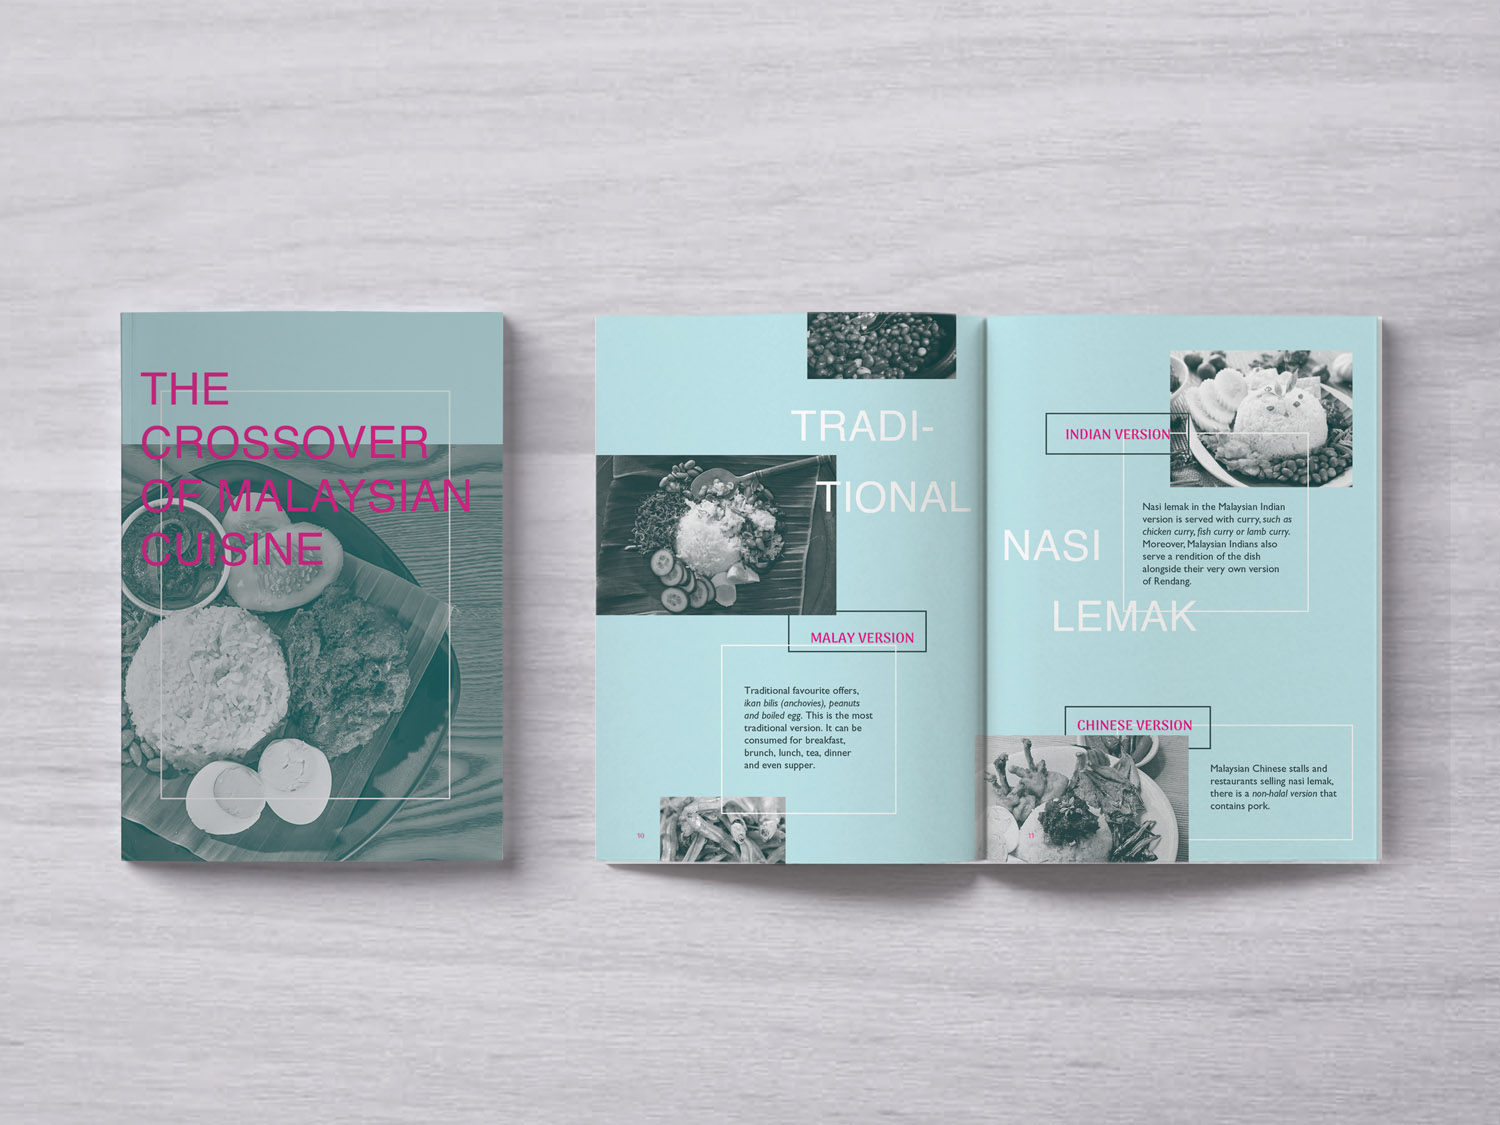 THE
CROSSOVER
OF MALAYSIAN
CUISINE
TRADI-
TIONAL
MALAY VERSION
Traditional favourite offers,
ikan bilis (anchovies), peanuts
and boiled egg. This is the most
traditional version. It can be
consumed for breakfast,
brunch, lunch, tea, dinner
and even supper.
10
NASI
LEMAK
INDIAN VERSION
Nasi lemak in the Malaysian Indian
version is served with curry, such as
chicken curry, fish curry or lamb curry.
Moreover, Malaysian Indians also
serve a rendition of the dish
alongside their very own version
of Rendang.
CHINESE VERSION
Malaysian Chinese stalls and
restaurants selling nasi lemak,
there is a non-halal version that
contains pork.
11